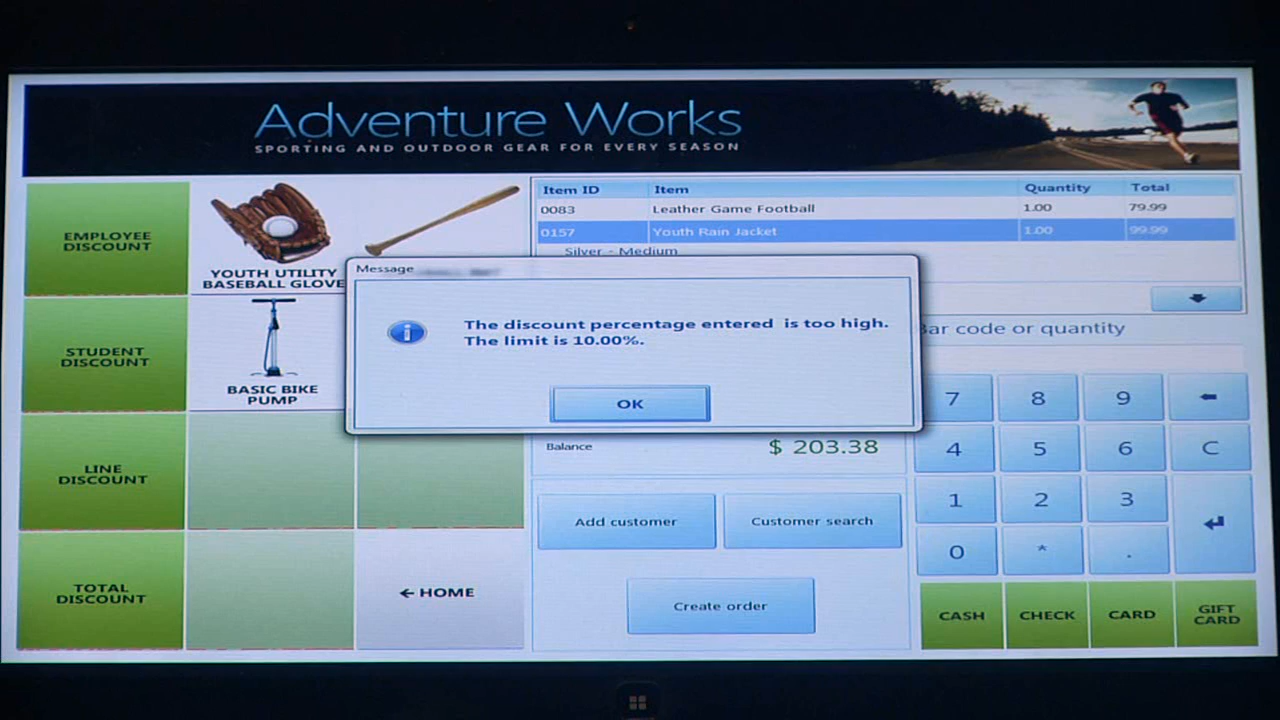 Adventure Works
SPORTING AND OUTDOOR GEAR FOR EVERY SEASON
EMPLOYEE
DISCOUNT
YOUTH UTILITY
BASEBALL GLOVE
STUDENT
DISCOUNT
BASIC BIKE
PUMP
LINE
DISCOUNT
TOTAL
DISCOUNT
HOME
Item ID Item Quantity Total
0083 Leather Game Football 1.00 79.99
0157 Youth Rain Jacket 1.00 99.99
Silver - Medium
Message
The discount percentage entered is too high.
The limit is 10.00%.
OK
Bar code or quantity
7 8 9
4 5 6 C
1 2 3
0 * .
Balance $ 203.38
Add customer Customer search
Create order
CASH CHECK CARD GIFT
CARD